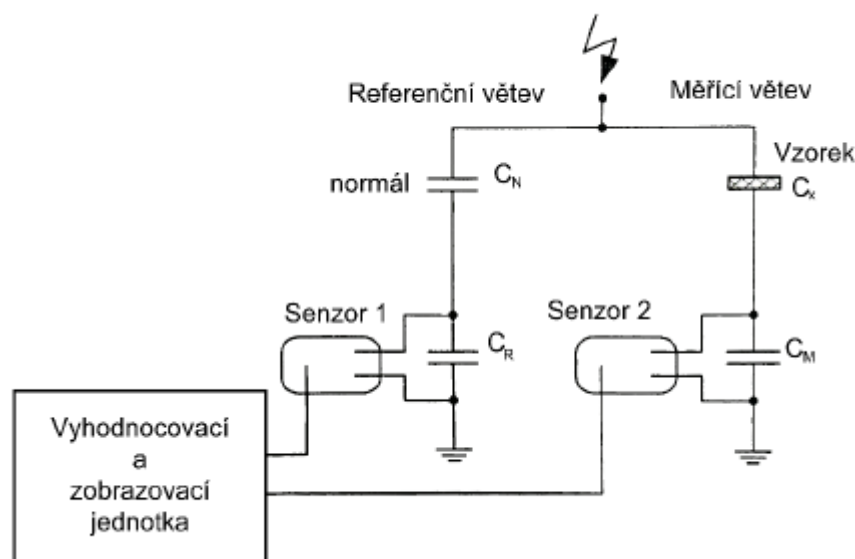 Referenční větev
Měřící větev
normál
C_N
Vzorek
C_x
Senzor 1
C_R
Senzor 2
C_M
Vyhodnocovací
a
zobrazovací
jednotka